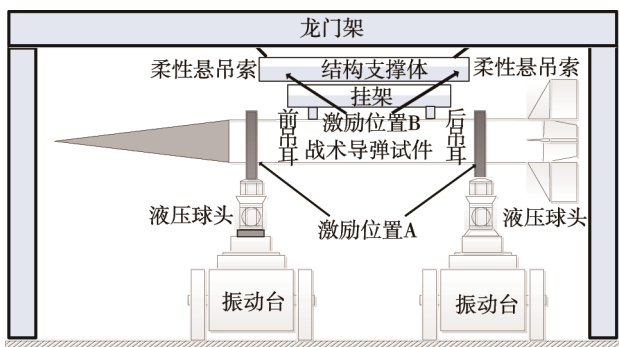 龙门架
柔性悬吊索
结构支撑体
柔性悬吊索
挂架
前吊耳
激励位置B
后吊耳
战术导弹试件
液压球头
激励位置A
液压球头
振动台
振动台